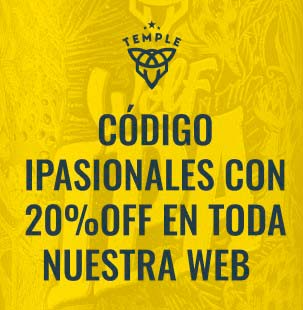 TEMPLE
CÓDIGO
IPASIONALES CON
20%OFF EN TODA
NUESTRA WEB